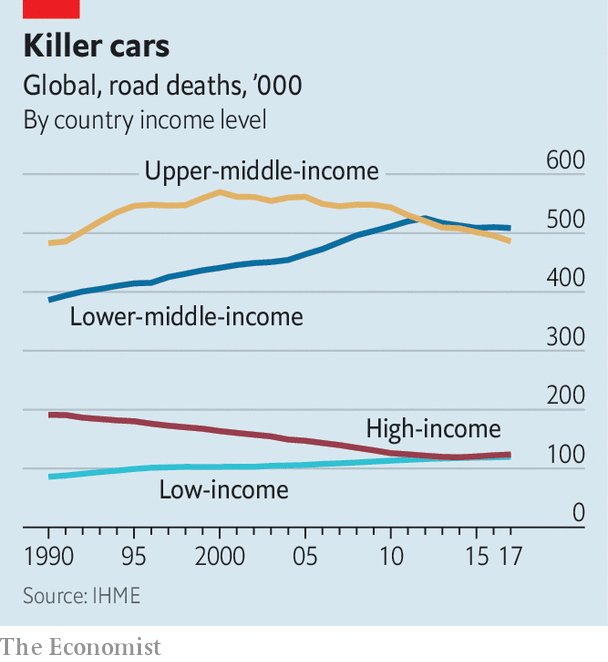 Killer cars
Global, road deaths, ’000
By country income level
600
Upper-middle-income
500
400
Lower-middle-income
300
200
High-income
100
Low-income
0
1990 95 2000 05 10 15 17
Source: IHME
The Economist